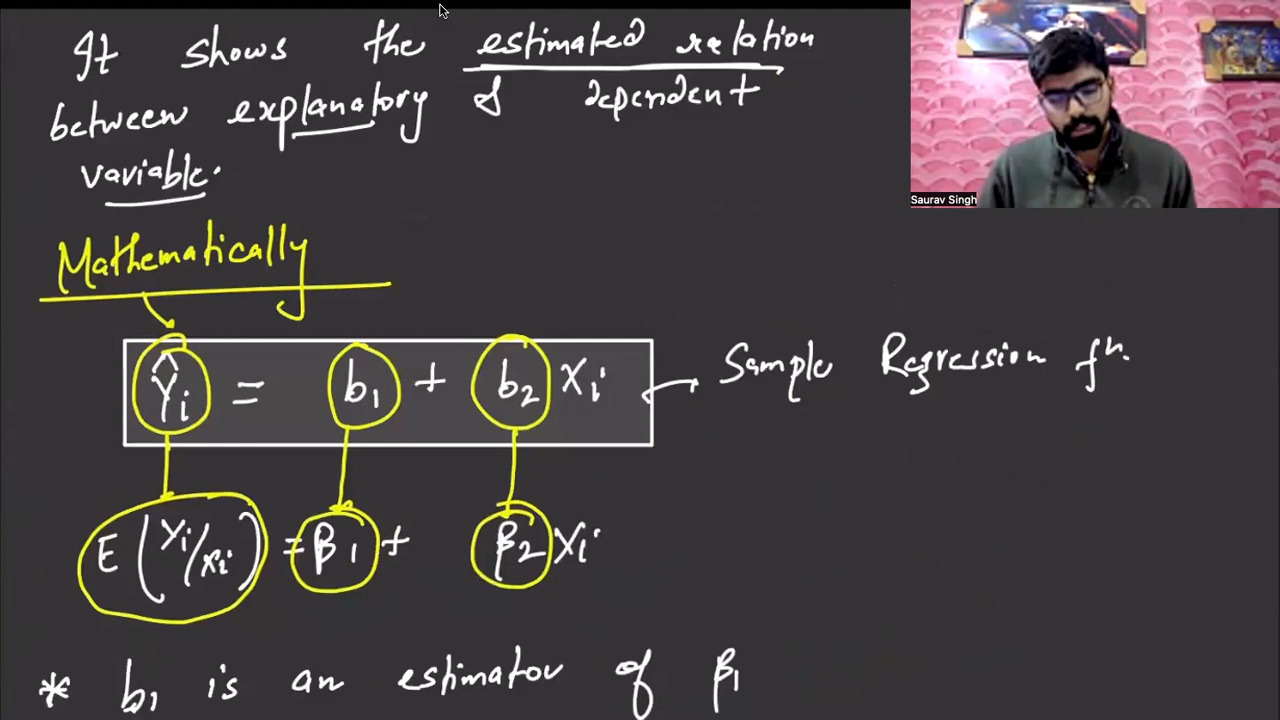 It shows the estimated relation
between explanatory & dependent
variable.
Saurav Singh
Mathematically
Ŷi = b1 + b2 Xi → Sample Regression fn.
E(Yi/Xi) = β1 + β2 Xi
* b1 is an estimator of β1